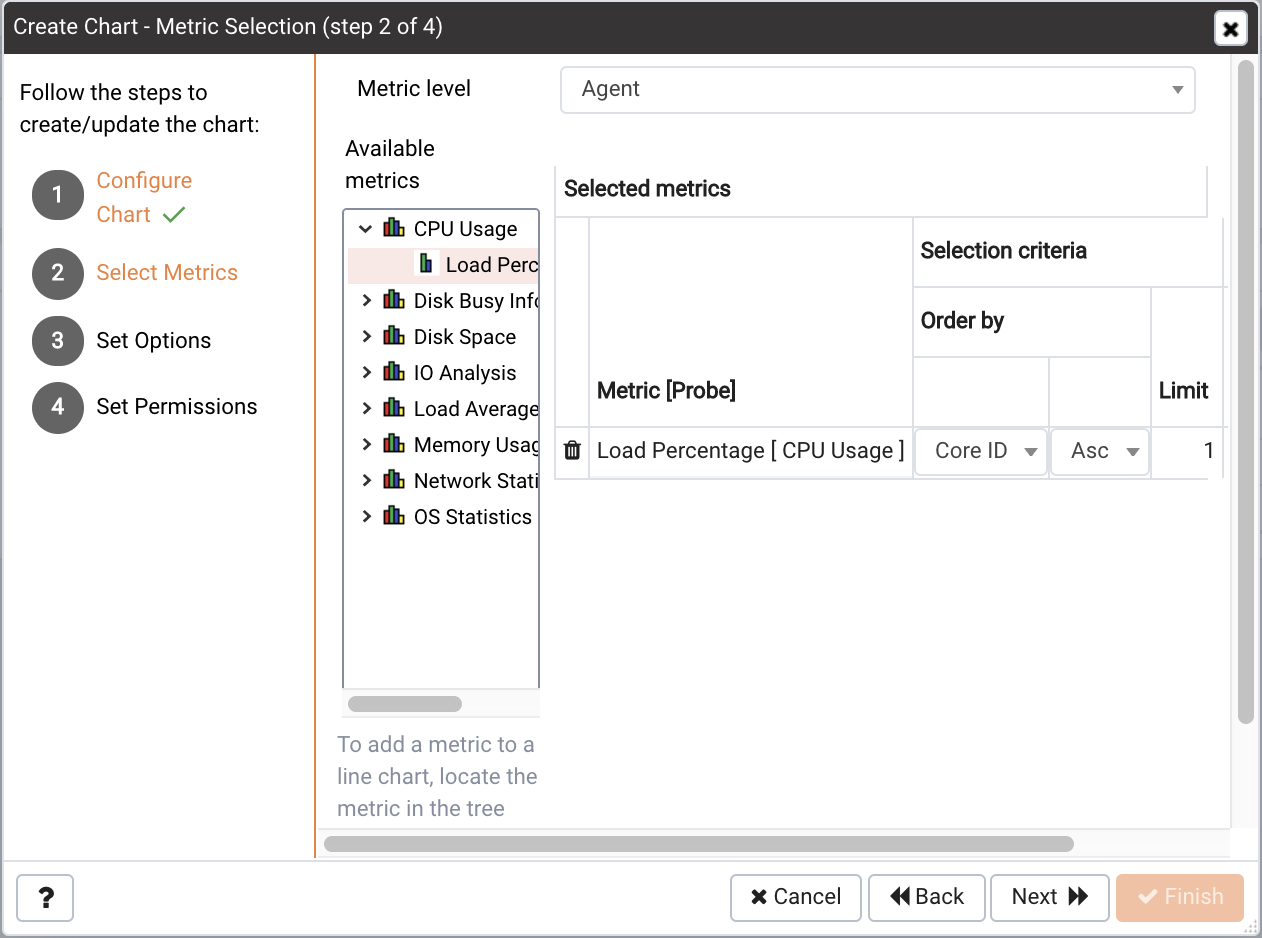 Create Chart - Metric Selection (step 2 of 4)
Follow the steps to
create/update the chart:
1
Configure
Chart
2
Select Metrics
3
Set Options
4
Set Permissions
Metric level
Agent
Available
metrics
CPU Usage
Load Perc
Disk Busy Info
Disk Space
IO Analysis
Load Average
Memory Usag
Network Stati
OS Statistics
To add a metric to a
line chart, locate the
metric in the tree
Selected metrics
Selection criteria
Order by
Metric [Probe]
Limit
Load Percentage [ CPU Usage ]
Core ID
Asc
1
?
Cancel
Back
Next
Finish